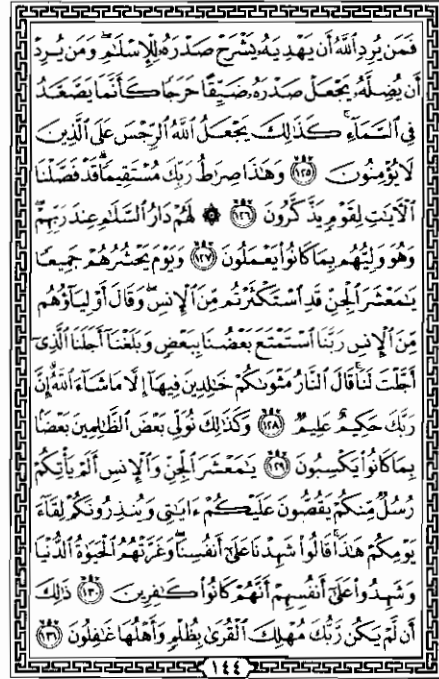 فَمَن يُرِدِ ٱللَّهُ أَن يَهْدِيَهُۥ يَشْرَحْ صَدْرَهُۥ لِلْإِسْلَٰمِ ۖ وَمَن يُرِدْ
أَن يُضِلَّهُۥ يَجْعَلْ صَدْرَهُۥ ضَيِّقًا حَرَجًا كَأَنَّمَا يَصَّعَّدُ
فِى ٱلسَّمَآءِ ۚ كَذَٰلِكَ يَجْعَلُ ٱللَّهُ ٱلرِّجْسَ عَلَى ٱلَّذِينَ
لَا يُؤْمِنُونَ ١٢٥ وَهَٰذَا صِرَٰطُ رَبِّكَ مُسْتَقِيمًا ۗ قَدْ فَصَّلْنَا
ٱلْءَايَٰتِ لِقَوْمٍ يَذَّكَّرُونَ ١٢٦ ۞ لَهُمْ دَارُ ٱلسَّلَٰمِ عِندَ رَبِّهِمْ ۖ
وَهُوَ وَلِيُّهُم بِمَا كَانُوا۟ يَعْمَلُونَ ١٢٧ وَيَوْمَ يَحْشُرُهُمْ جَمِيعًا
يَٰمَعْشَرَ ٱلْجِنِّ قَدِ ٱسْتَكْثَرْتُم مِّنَ ٱلْإِنسِ ۖ وَقَالَ أَوْلِيَآؤُهُم
مِّنَ ٱلْإِنسِ رَبَّنَا ٱسْتَمْتَعَ بَعْضُنَا بِبَعْضٍ وَبَلَغْنَآ أَجَلَنَا ٱلَّذِىٓ
أَجَّلْتَ لَنَا ۚ قَالَ ٱلنَّارُ مَثْوَىٰكُمْ خَٰلِدِينَ فِيهَآ إِلَّا مَا شَآءَ ٱللَّهُ ۗ إِنَّ
رَبَّكَ حَكِيمٌ عَلِيمٌ ١٢٨ وَكَذَٰلِكَ نُوَلِّى بَعْضَ ٱلظَّٰلِمِينَ بَعْضًۢا
بِمَا كَانُوا۟ يَكْسِبُونَ ١٢٩ يَٰمَعْشَرَ ٱلْجِنِّ وَٱلْإِنسِ أَلَمْ يَأْتِكُمْ
رُسُلٌ مِّنكُمْ يَقُصُّونَ عَلَيْكُمْ ءَايَٰتِى وَيُنذِرُونَكُمْ لِقَآءَ
يَوْمِكُمْ هَٰذَا ۚ قَالُوا۟ شَهِدْنَا عَلَىٰٓ أَنفُسِنَا ۖ وَغَرَّتْهُمُ ٱلْحَيَوٰةُ ٱلدُّنْيَا
وَشَهِدُوا۟ عَلَىٰٓ أَنفُسِهِمْ أَنَّهُمْ كَانُوا۟ كَٰفِرِينَ ١٣٠ ذَٰلِكَ
أَن لَّمْ يَكُن رَّبُّكَ مُهْلِكَ ٱلْقُرَىٰ بِظُلْمٍ وَأَهْلُهَا غَٰفِلُونَ ١٣١
١٤٤